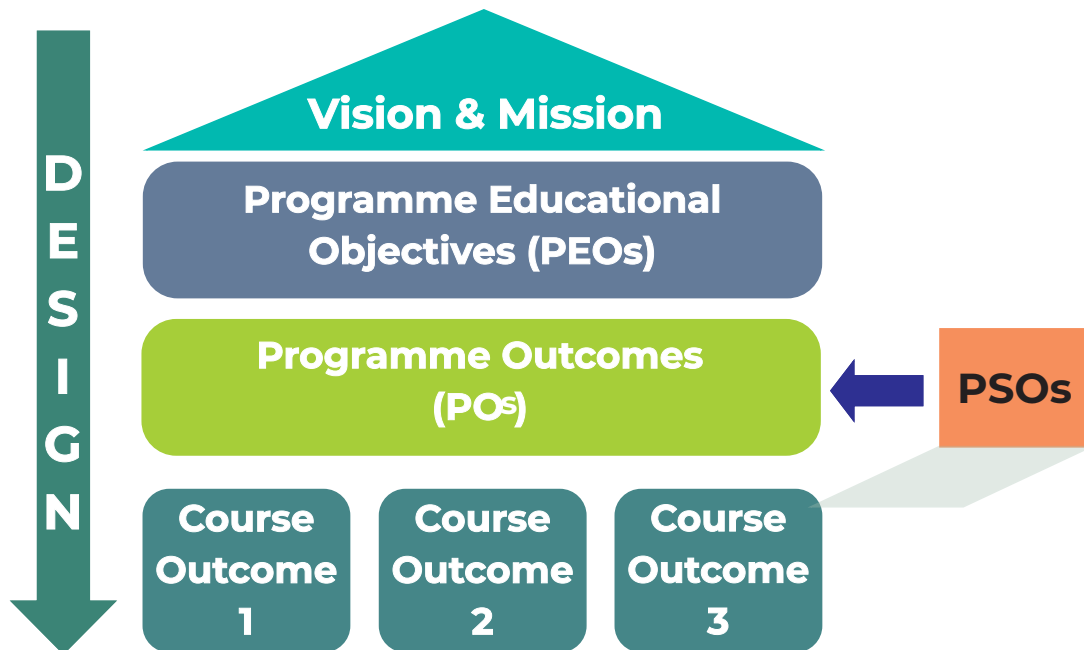 DESIGN
Vision & Mission
Programme Educational
Objectives (PEOs)
Programme Outcomes
(POs)
PSOs
Course
Outcome
1
Course
Outcome
2
Course
Outcome
3